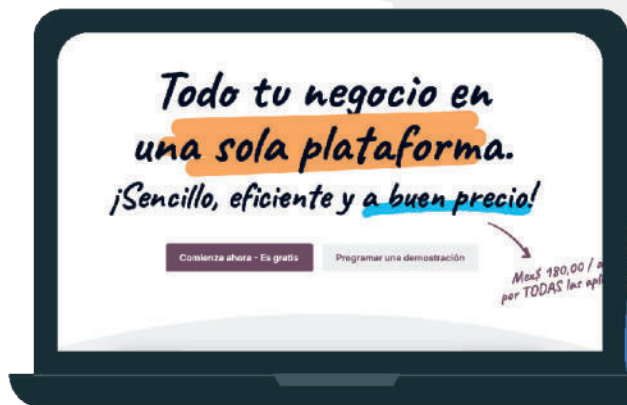 Todo tu negocio en
una sola plataforma.
¡Sencillo, eficiente y a buen precio!
Comienza ahora - Es gratis
Programar una demostración
Mex$ 180,00 /
por TODAS las